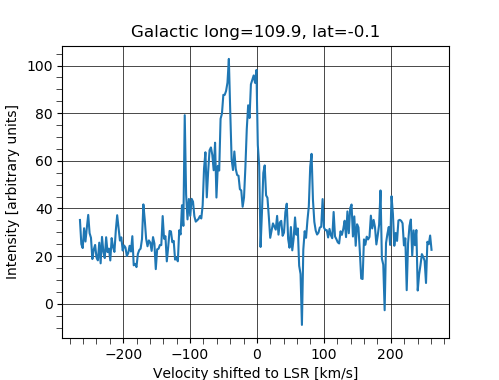 Galactic long=109.9, lat=-0.1
Intensity [arbitrary units]
100
80
60
40
20
0
−200 −100 0 100 200
Velocity shifted to LSR [km/s]